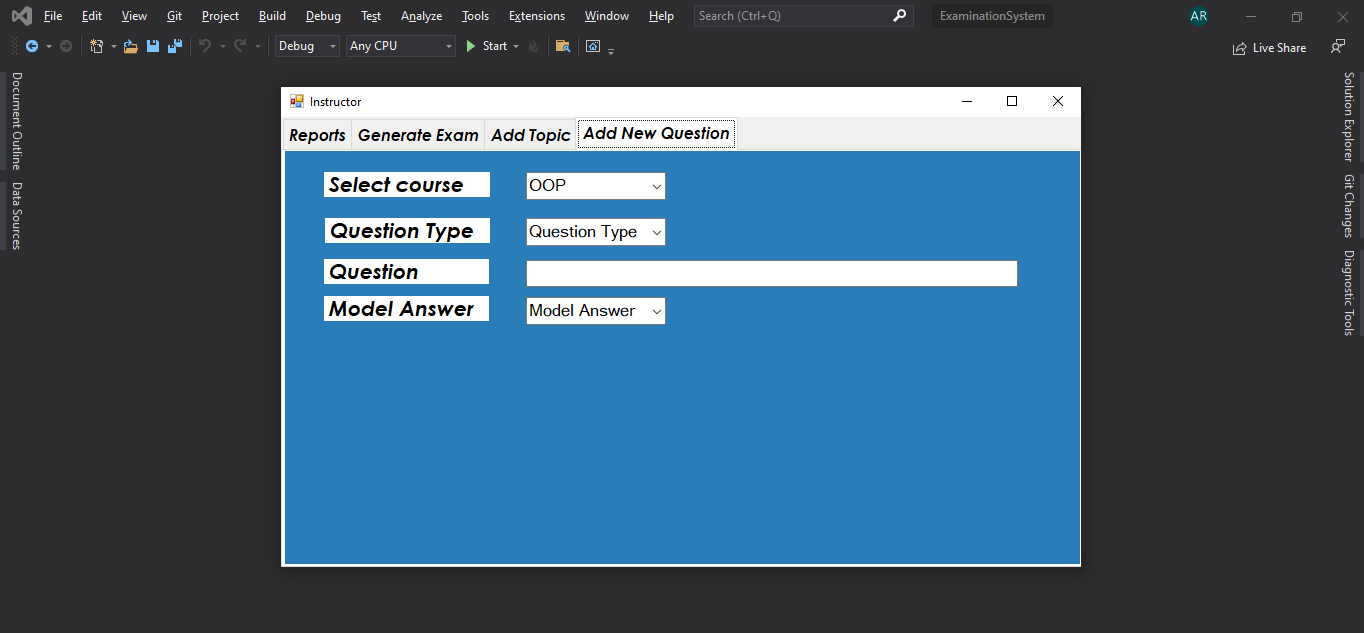 File Edit View Git Project Build Debug Test Analyze Tools Extensions Window Help Search (Ctrl+Q) ExaminationSystem AR
Debug Any CPU Start Live Share
Document Outline
Data Sources
Instructor
Reports Generate Exam Add Topic Add New Question
Select course OOP
Question Type Question Type
Question
Model Answer Model Answer
Solution Explorer
Git Changes
Diagnostic Tools